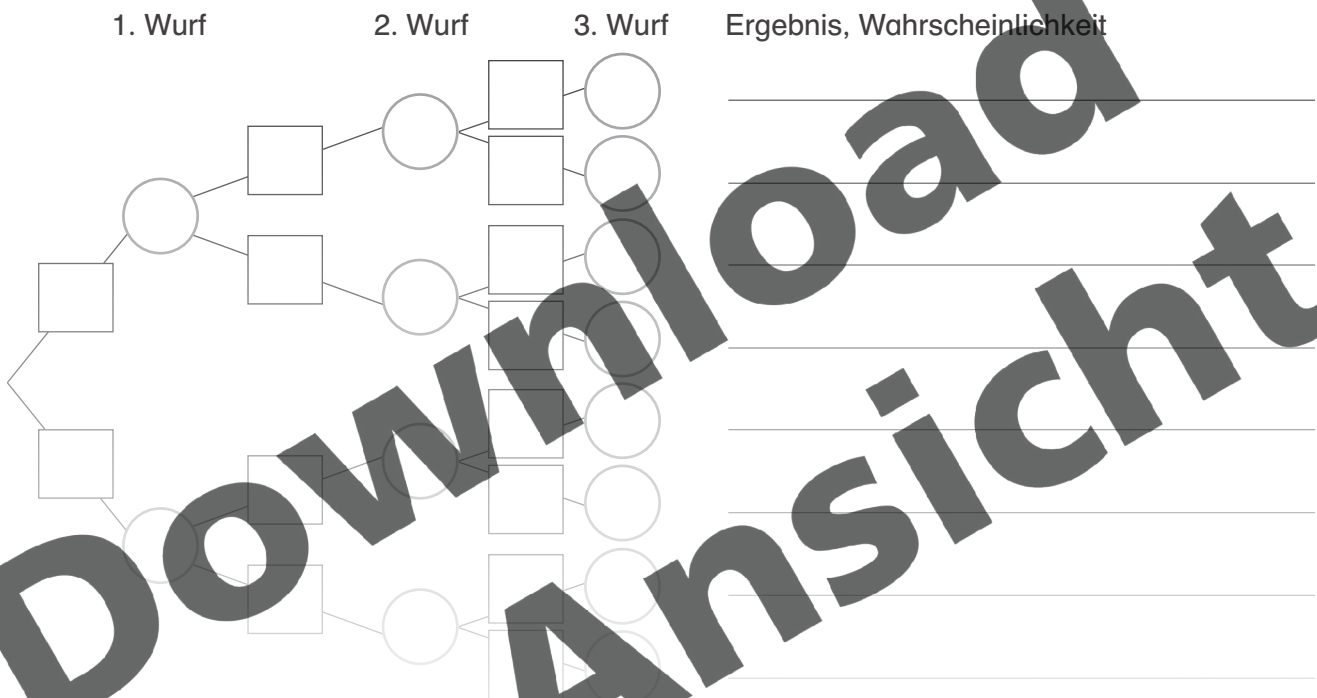 1. Wurf 2. Wurf 3. Wurf Ergebnis, Wahrscheinlichkeit
Download
Ansicht